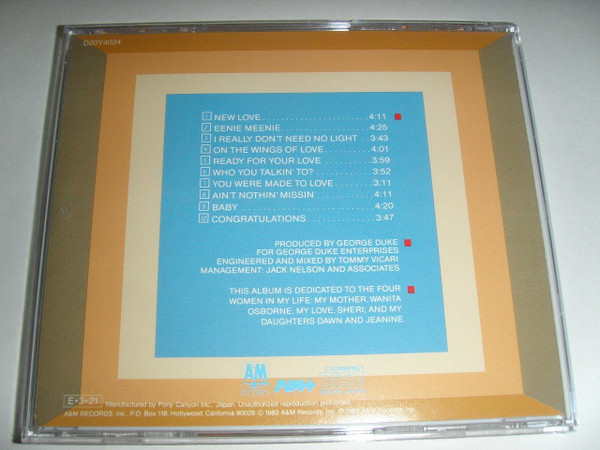 D20Y4024
1 NEW LOVE 4:11
2 EENIE MEENIE 4:25
3 I REALLY DON'T NEED NO LIGHT 3:43
4 ON THE WINGS OF LOVE 4:01
5 READY FOR YOUR LOVE 3:59
6 WHO YOU TALKIN' TO? 3:52
7 YOU WERE MADE TO LOVE 3:11
8 AIN'T NOTHIN' MISSIN' 4:11
9 BABY 4:20
10 CONGRATULATIONS 3:47
PRODUCED BY GEORGE DUKE
FOR GEORGE DUKE ENTERPRISES
ENGINEERED AND MIXED BY TOMMY VICARI
MANAGEMENT: JACK NELSON AND ASSOCIATES
THIS ALBUM IS DEDICATED TO THE FOUR
WOMEN IN MY LIFE: MY MOTHER, WANITA
OSBORNE; MY LOVE, SHERI; AND MY
DAUGHTERS DAWN AND JEANINE.
A&M
E•3•21
Manufactured by Pony Canyon Inc., Japan. Unauthorized reproduction prohibited.
A&M RECORDS, Inc. P.O. Box 118, Hollywood, California 90028 © 1982 A&M Records, Inc. ℗ 1982 A&M Records, Inc.